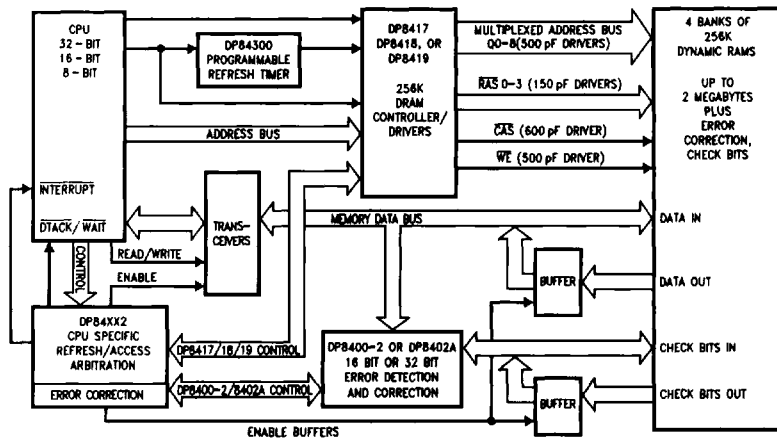 CPU
32-BIT
16-BIT
8-BIT
INTERRUPT
DTACK/WAIT
DP84300
PROGRAMMABLE
REFRESH TIMER
DP8417
DP8418, OR
DP8419
256K
DRAM
CONTROLLER/
DRIVERS
MULTIPLEXED ADDRESS BUS
Q0-8(500 pF DRIVERS)
RAS 0-3 (150 pF DRIVERS)
CAS (600 pF DRIVER)
WE (500 pF DRIVER)
4 BANKS OF
256K
DYNAMIC RAMS
UP TO
2 MEGABYTES
PLUS
ERROR
CORRECTION,
CHECK BITS
DATA IN
DATA OUT
CHECK BITS IN
CHECK BITS OUT
ADDRESS BUS
TRANS-
CEIVERS
MEMORY DATA BUS
CONTROL
READ/WRITE
ENABLE
BUFFER
DP84XX2
CPU SPECIFIC
REFRESH/ACCESS
ARBITRATION
ERROR CORRECTION
DP8417/18/19 CONTROL
DP8400-2/8402A CONTROL
DP8400-2 OR DP8402A
16 BIT OR 32 BIT
ERROR DETECTION
AND CORRECTION
BUFFER
ENABLE BUFFERS